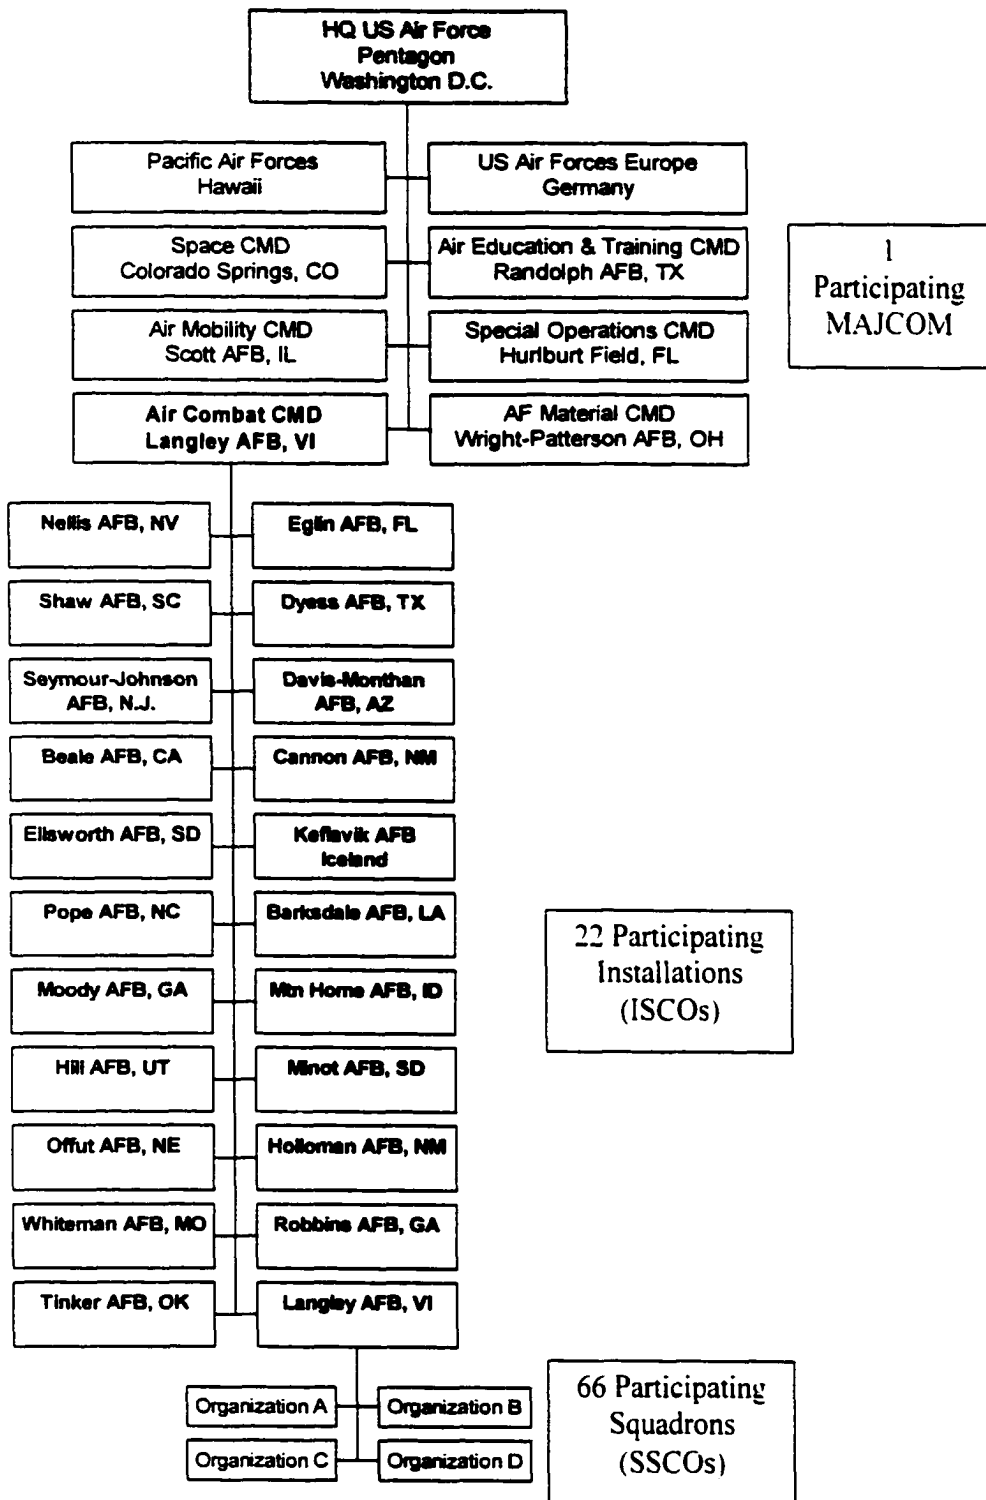 HQ US Air Force
Pentagon
Washington D.C.
Pacific Air Forces
Hawaii
US Air Forces Europe
Germany
Space CMD
Colorado Springs, CO
Air Education & Training CMD
Randolph AFB, TX
1
Participating
MAJCOM
Air Mobility CMD
Scott AFB, IL
Special Operations CMD
Hurlburt Field, FL
Air Combat CMD
Langley AFB, VI
AF Material CMD
Wright-Patterson AFB, OH
Nellis AFB, NV
Eglin AFB, FL
Shaw AFB, SC
Dyess AFB, TX
Seymour-Johnson
AFB, N.J.
Davis-Monthan
AFB, AZ
Beale AFB, CA
Cannon AFB, NM
Ellsworth AFB, SD
Keflavik AFB
Iceland
Pope AFB, NC
Barksdale AFB, LA
22 Participating
Installations
(ISCOs)
Moody AFB, GA
Mtn Home AFB, ID
Hill AFB, UT
Minot AFB, SD
Offut AFB, NE
Holloman AFB, NM
Whiteman AFB, MO
Robbins AFB, GA
Tinker AFB, OK
Langley AFB, VI
66 Participating
Squadrons
(SSCOs)
Organization A
Organization B
Organization C
Organization D